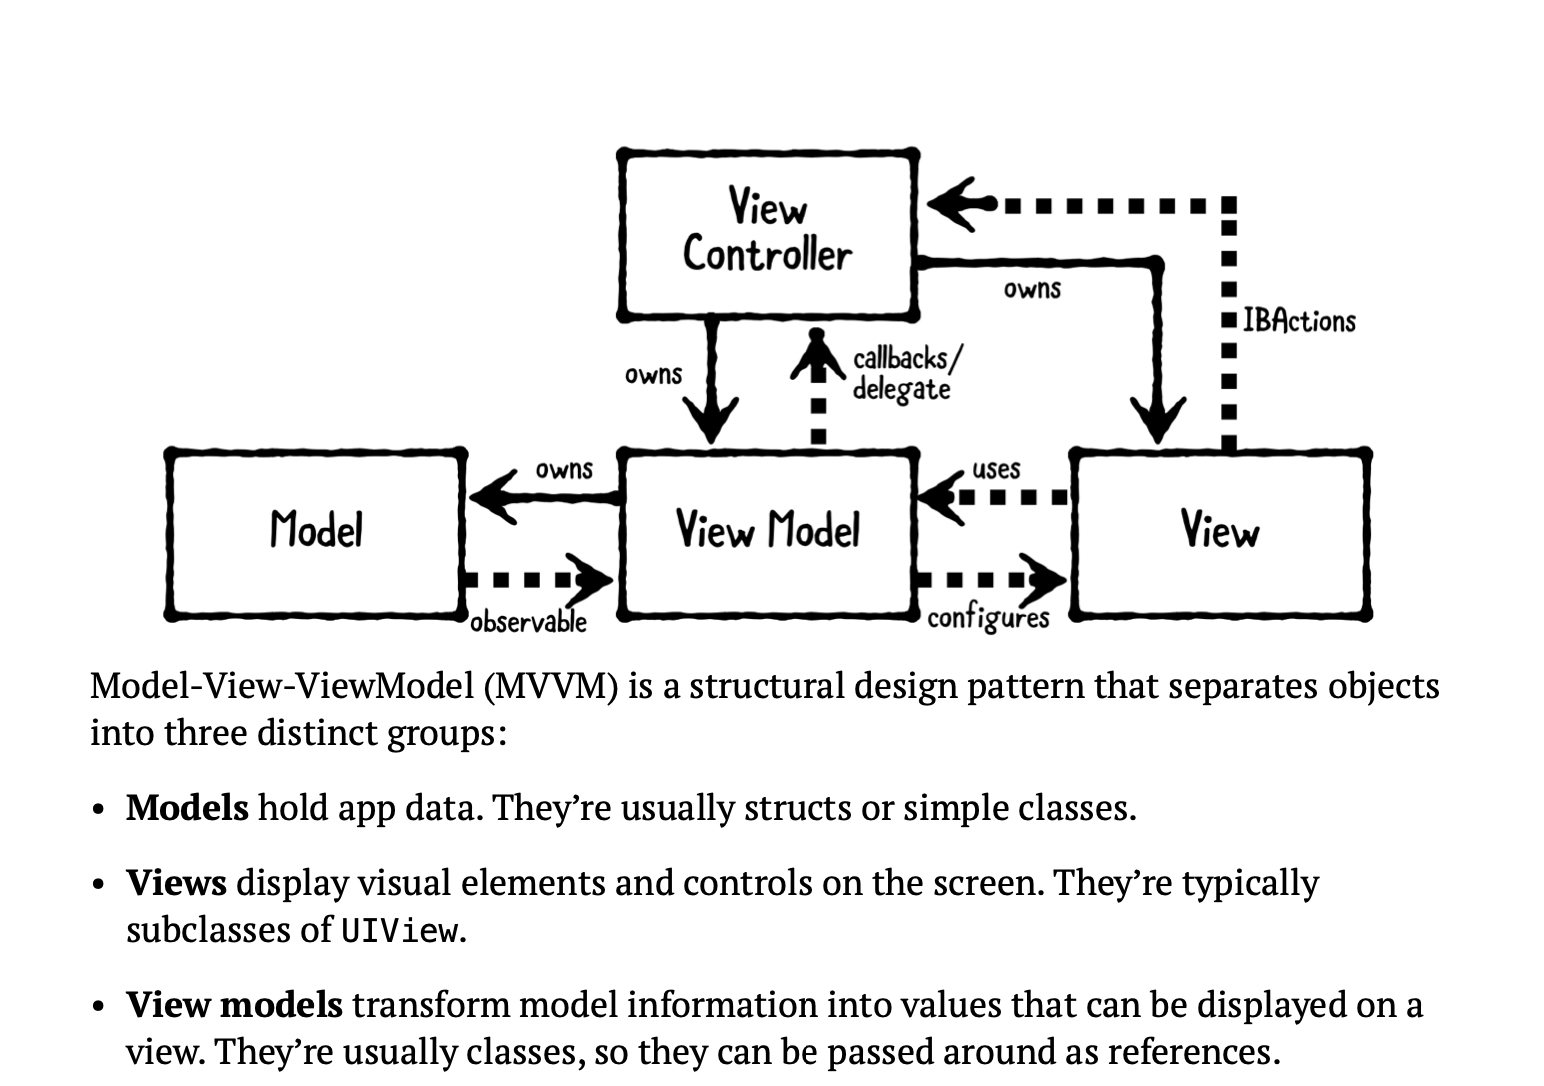 View
Controller
owns
IBActions
owns
callbacks/
delegate
owns
uses
Model
View Model
View
observable
configures
Model-View-ViewModel (MVVM) is a structural design pattern that separates objects
into three distinct groups:
• Models hold app data. They’re usually structs or simple classes.
• Views display visual elements and controls on the screen. They’re typically
subclasses of UIView.
• View models transform model information into values that can be displayed on a
view. They’re usually classes, so they can be passed around as references.